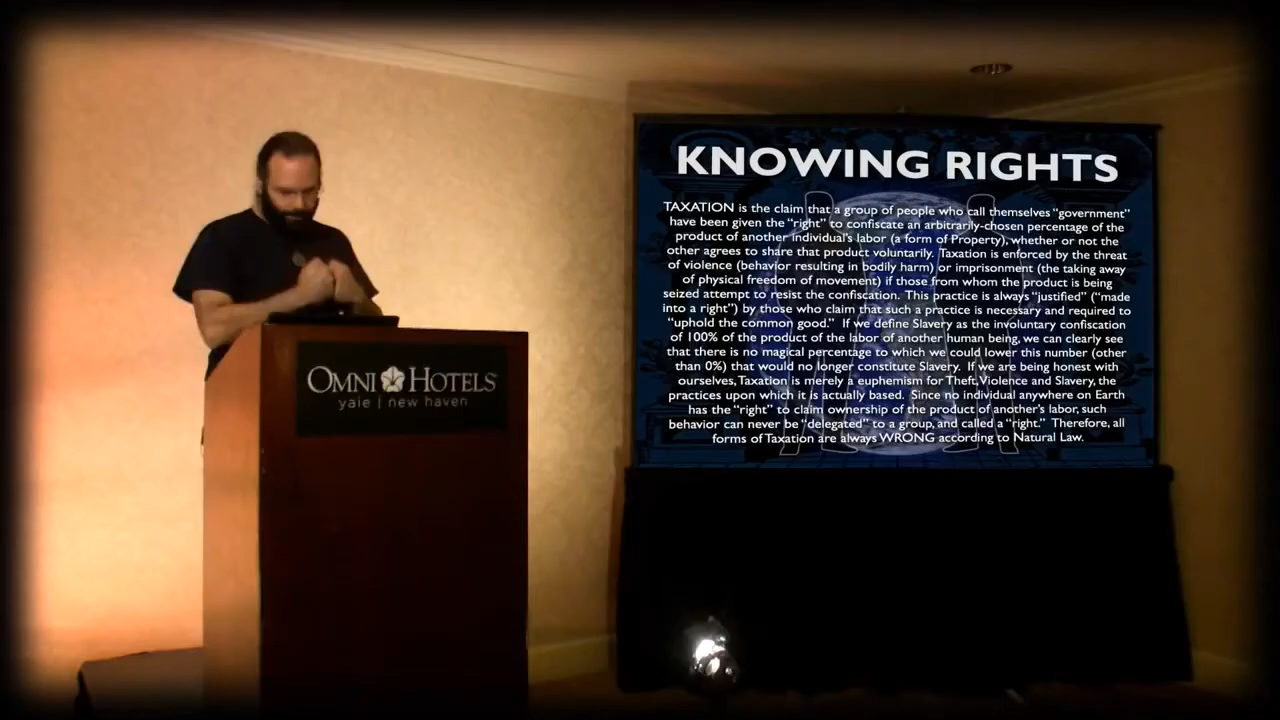 OMNI HOTELS
yale | new haven
KNOWING RIGHTS
TAXATION is the claim that a group of people who call themselves "government"
have been given the "right" to confiscate an arbitrarily-chosen percentage of the
product of another individual's labor (a form of Property), whether or not the
other agrees to share that product voluntarily. Taxation is enforced by the threat
of violence (behavior resulting in bodily harm) or imprisonment (the taking away
of physical freedom of movement) if those from whom the product is being
seized attempt to resist the confiscation. This practice is always "justified" ("made
into a right") by those who claim that such a practice is necessary and required to
"uphold the common good." If we define Slavery as the involuntary confiscation
of 100% of the product of the labor of another human being, we can clearly see
that there is no magical percentage to which we could lower this number (other
than 0%) that would no longer constitute Slavery. If we are being honest with
ourselves, Taxation is merely a euphemism for Theft, Violence and Slavery, the
practices upon which it is actually based. Since no individual anywhere on Earth
has the "right" to claim ownership of the product of another's labor, such
behavior can never be "delegated" to a group, and called a "right." Therefore, all
forms of Taxation are always WRONG according to Natural Law.